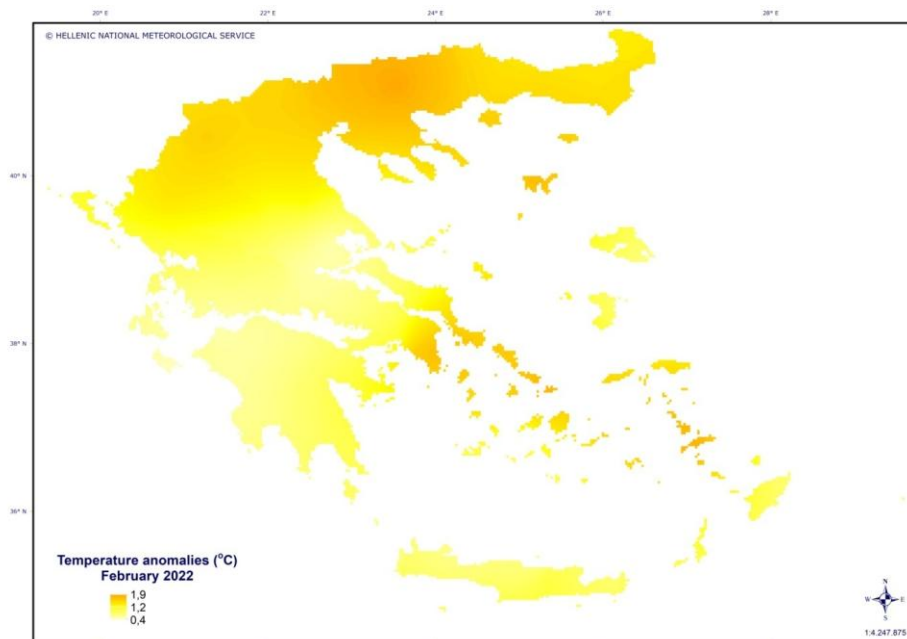 20° E 22° E 24° E 26° E 28° E
© HELLENIC NATIONAL METEOROLOGICAL SERVICE
40° N
38° N
36° N
Temperature anomalies (°C)
February 2022
1,9
1,2
0,4
N
W E
S
1:4.247.875